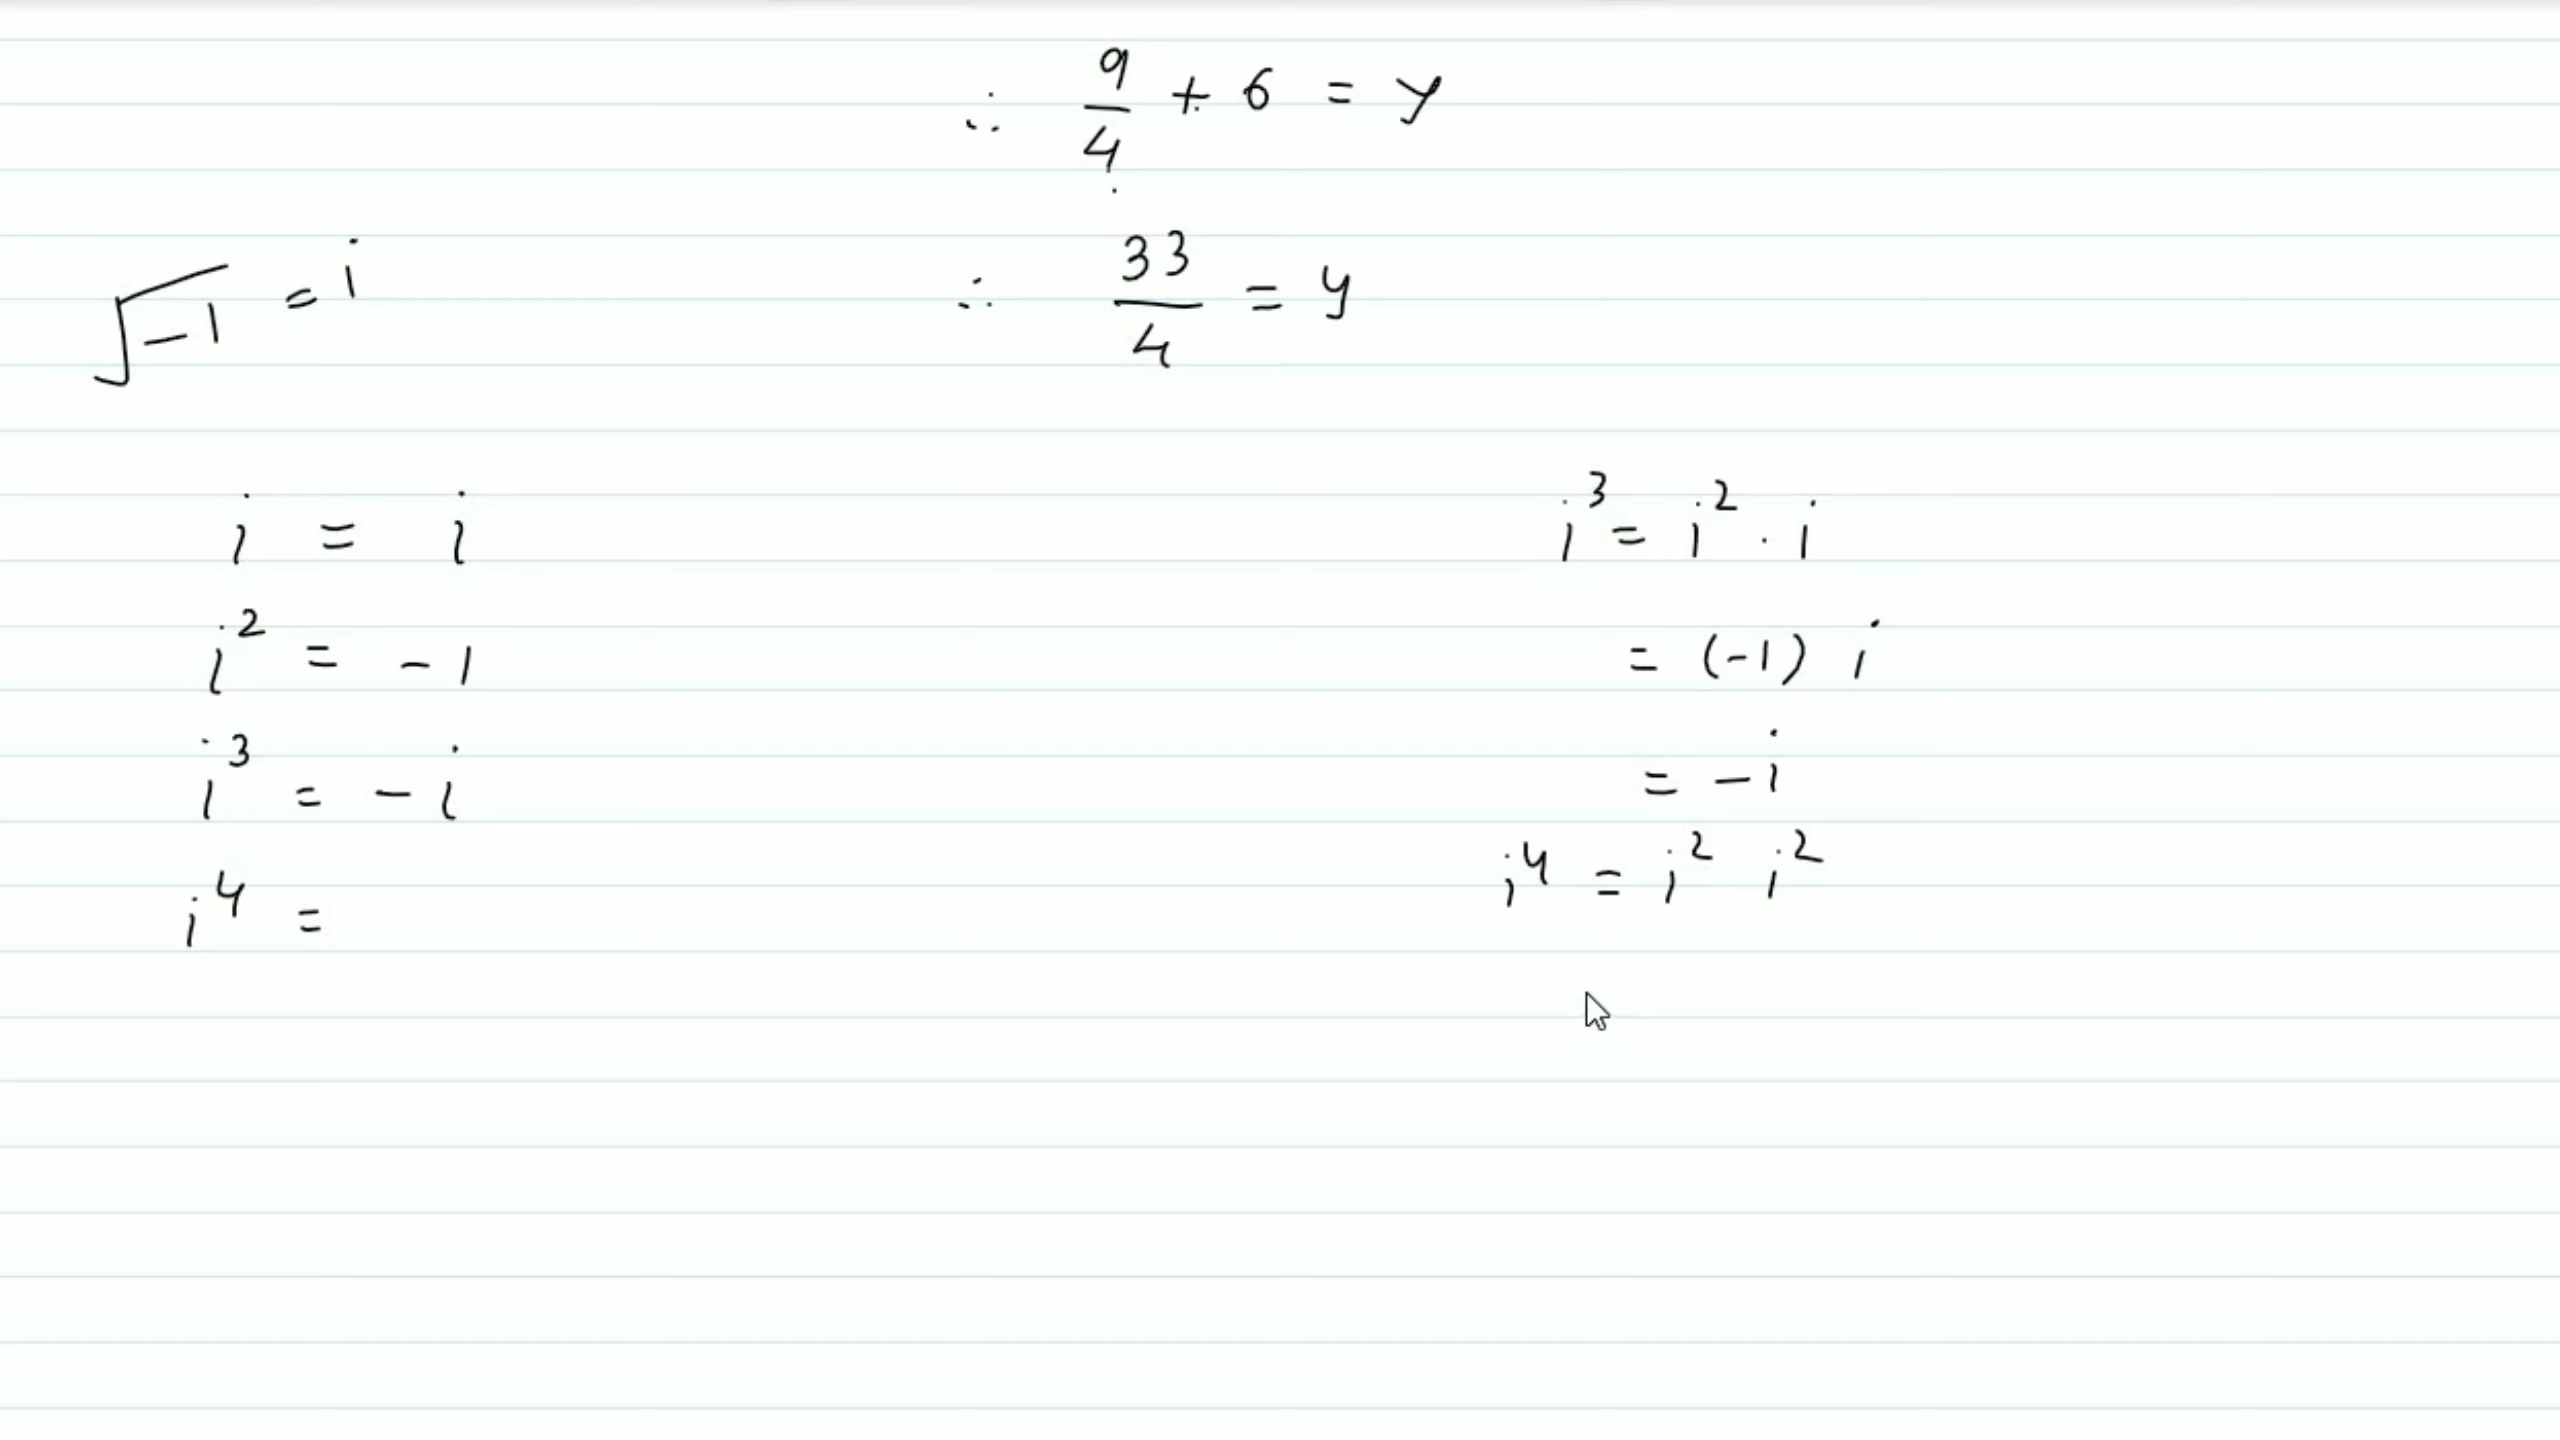 ∴ 9/4 + 6 = y
√-1 = i
∴ 33/4 = y
i = i
i² = -1
i³ = -i
i⁴ =
i³ = i² . i
= (-1) i
= -i
i⁴ = i² i²